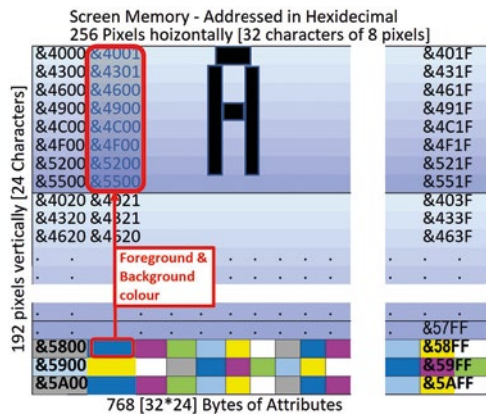 Screen Memory - Addressed in Hexidecimal
256 Pixels hoizontally [32 characters of 8 pixels]
192 pixels vertically [24 Characters]
&4000 &4001 &401F
&4300 &4301 &431F
&4600 &4600 &461F
&4900 &4900 &491F
&4C00 &4C00 &4C1F
&4F00 &4F00 &4F1F
&5200 &5200 &521F
&5500 &5500 &551F
&4020 &4021 &403F
&4320 &4321 &433F
&4620 &4620 &463F
Foreground &
Background
colour
&57FF
&5800 &58FF
&5900 &59FF
&5A00 &5AFF
768 [32*24] Bytes of Attributes